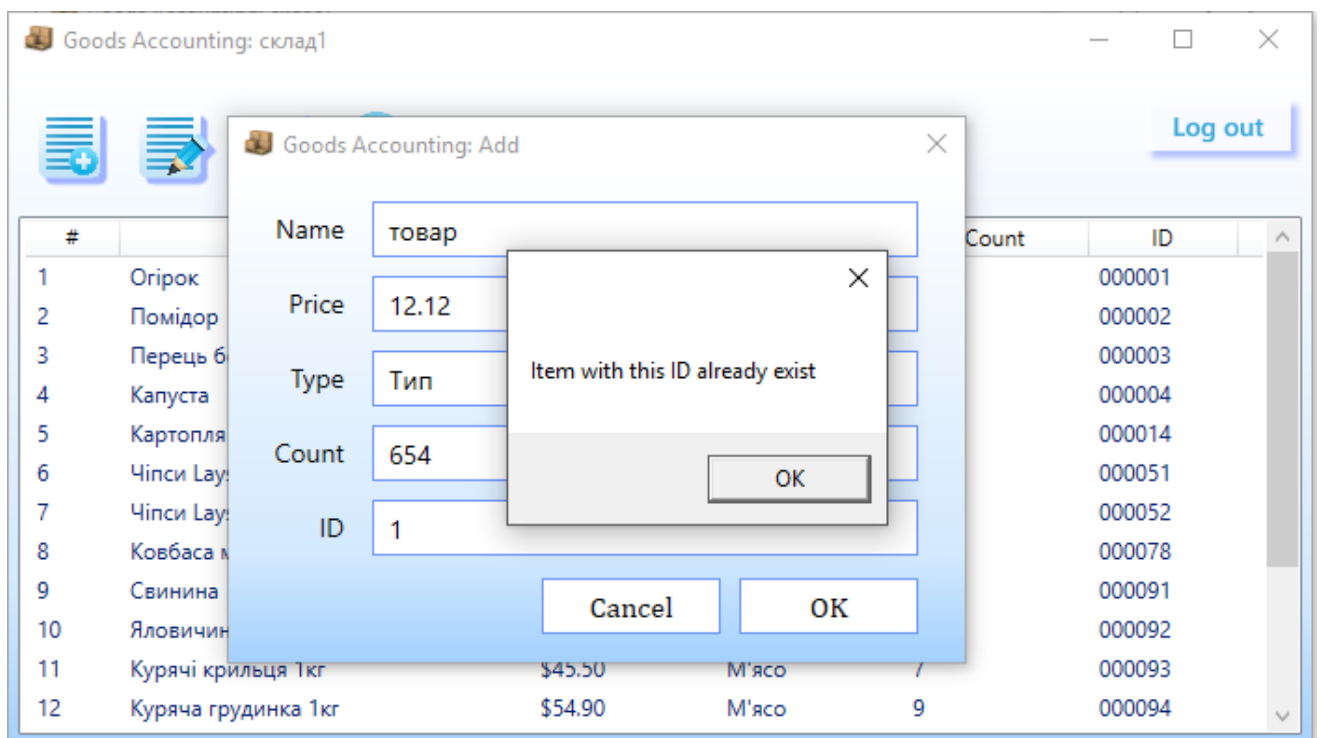 Goods Accounting: склад1
Log out
Goods Accounting: Add
Name товар
Price 12.12
Type Тип
Count 654
ID 1
Cancel OK
Item with this ID already exist
OK
# Count ID
1 Огірок 000001
2 Помідор 000002
3 Перець 000003
4 Капуста 000004
5 Картопля 000014
6 Чіпси Lay 000051
7 Чіпси Lay 000052
8 Ковбаса 000078
9 Свинина 000091
10 Яловичин 000092
11 Курячі крильця 1кг $45.50 М'ясо 7 000093
12 Куряча грудинка 1кг $54.90 М'ясо 9 000094